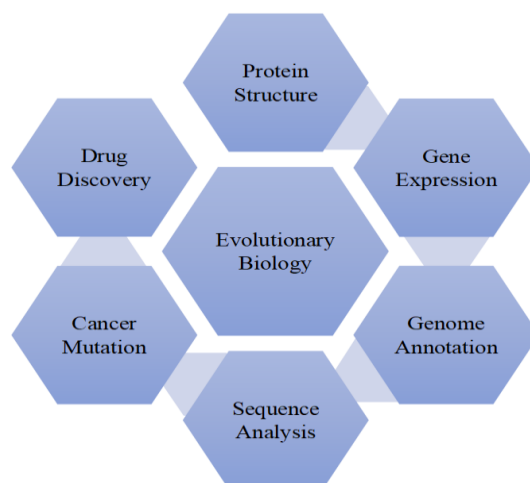 Protein
Structure
Gene
Expression
Genome
Annotation
Sequence
Analysis
Cancer
Mutation
Drug
Discovery
Evolutionary
Biology